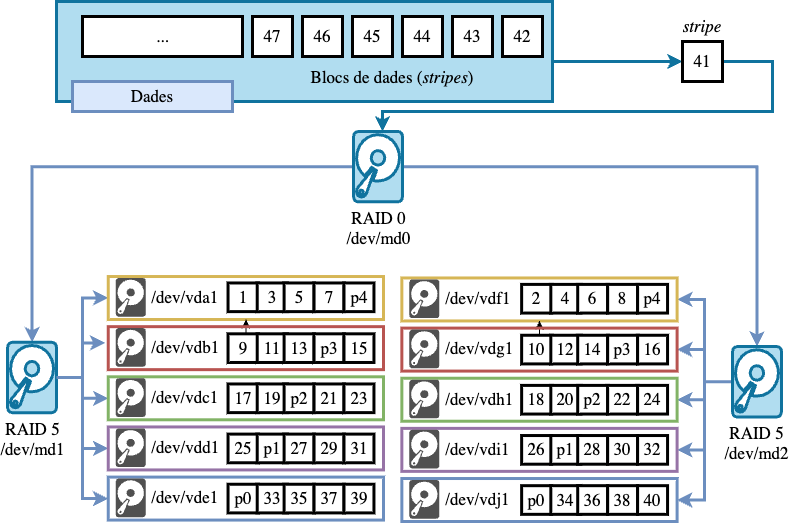 ... 47 46 45 44 43 42
Blocs de dades (stripes)
Dades
stripe
41
RAID 0
/dev/md0
/dev/vda1 1 3 5 7 p4
/dev/vdb1 9 11 13 p3 15
/dev/vdc1 17 19 p2 21 23
/dev/vdd1 25 p1 27 29 31
/dev/vde1 p0 33 35 37 39
RAID 5
/dev/md1
/dev/vdf1 2 4 6 8 p4
/dev/vdg1 10 12 14 p3 16
/dev/vdh1 18 20 p2 22 24
/dev/vdi1 26 p1 28 30 32
/dev/vdj1 p0 34 36 38 40
RAID 5
/dev/md2